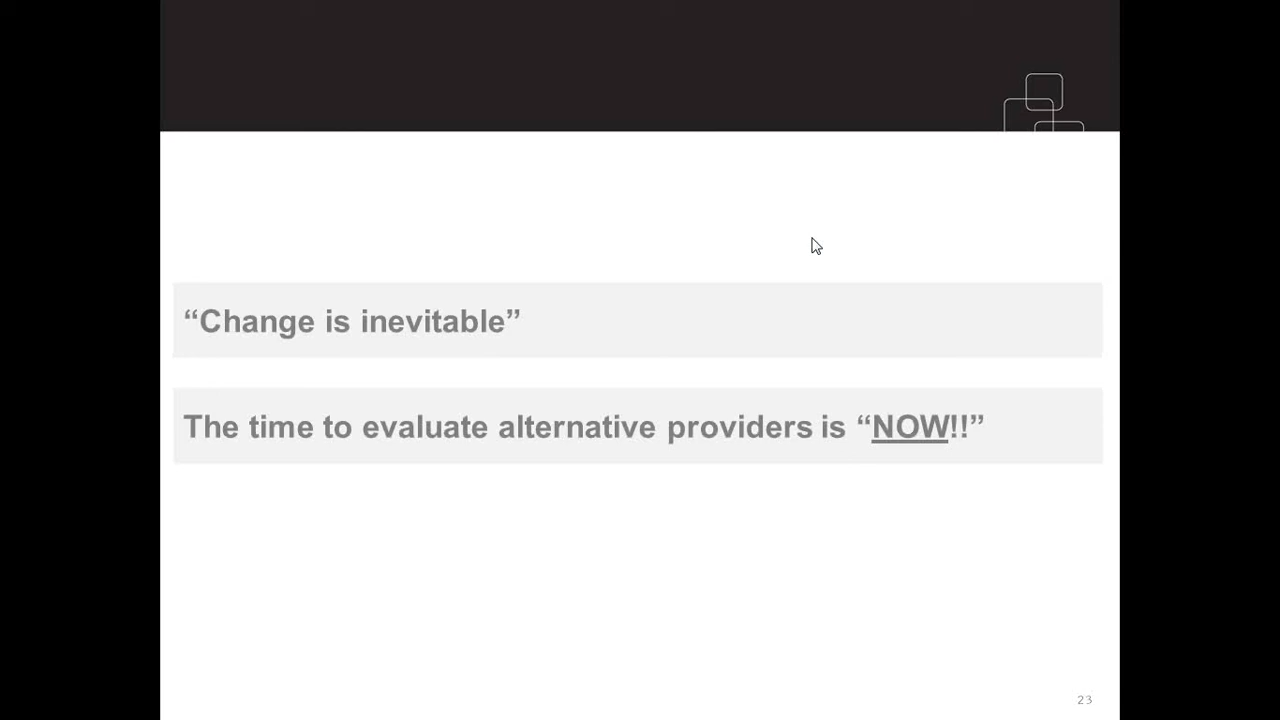 “Change is inevitable”
The time to evaluate alternative providers is “NOW!!”
23